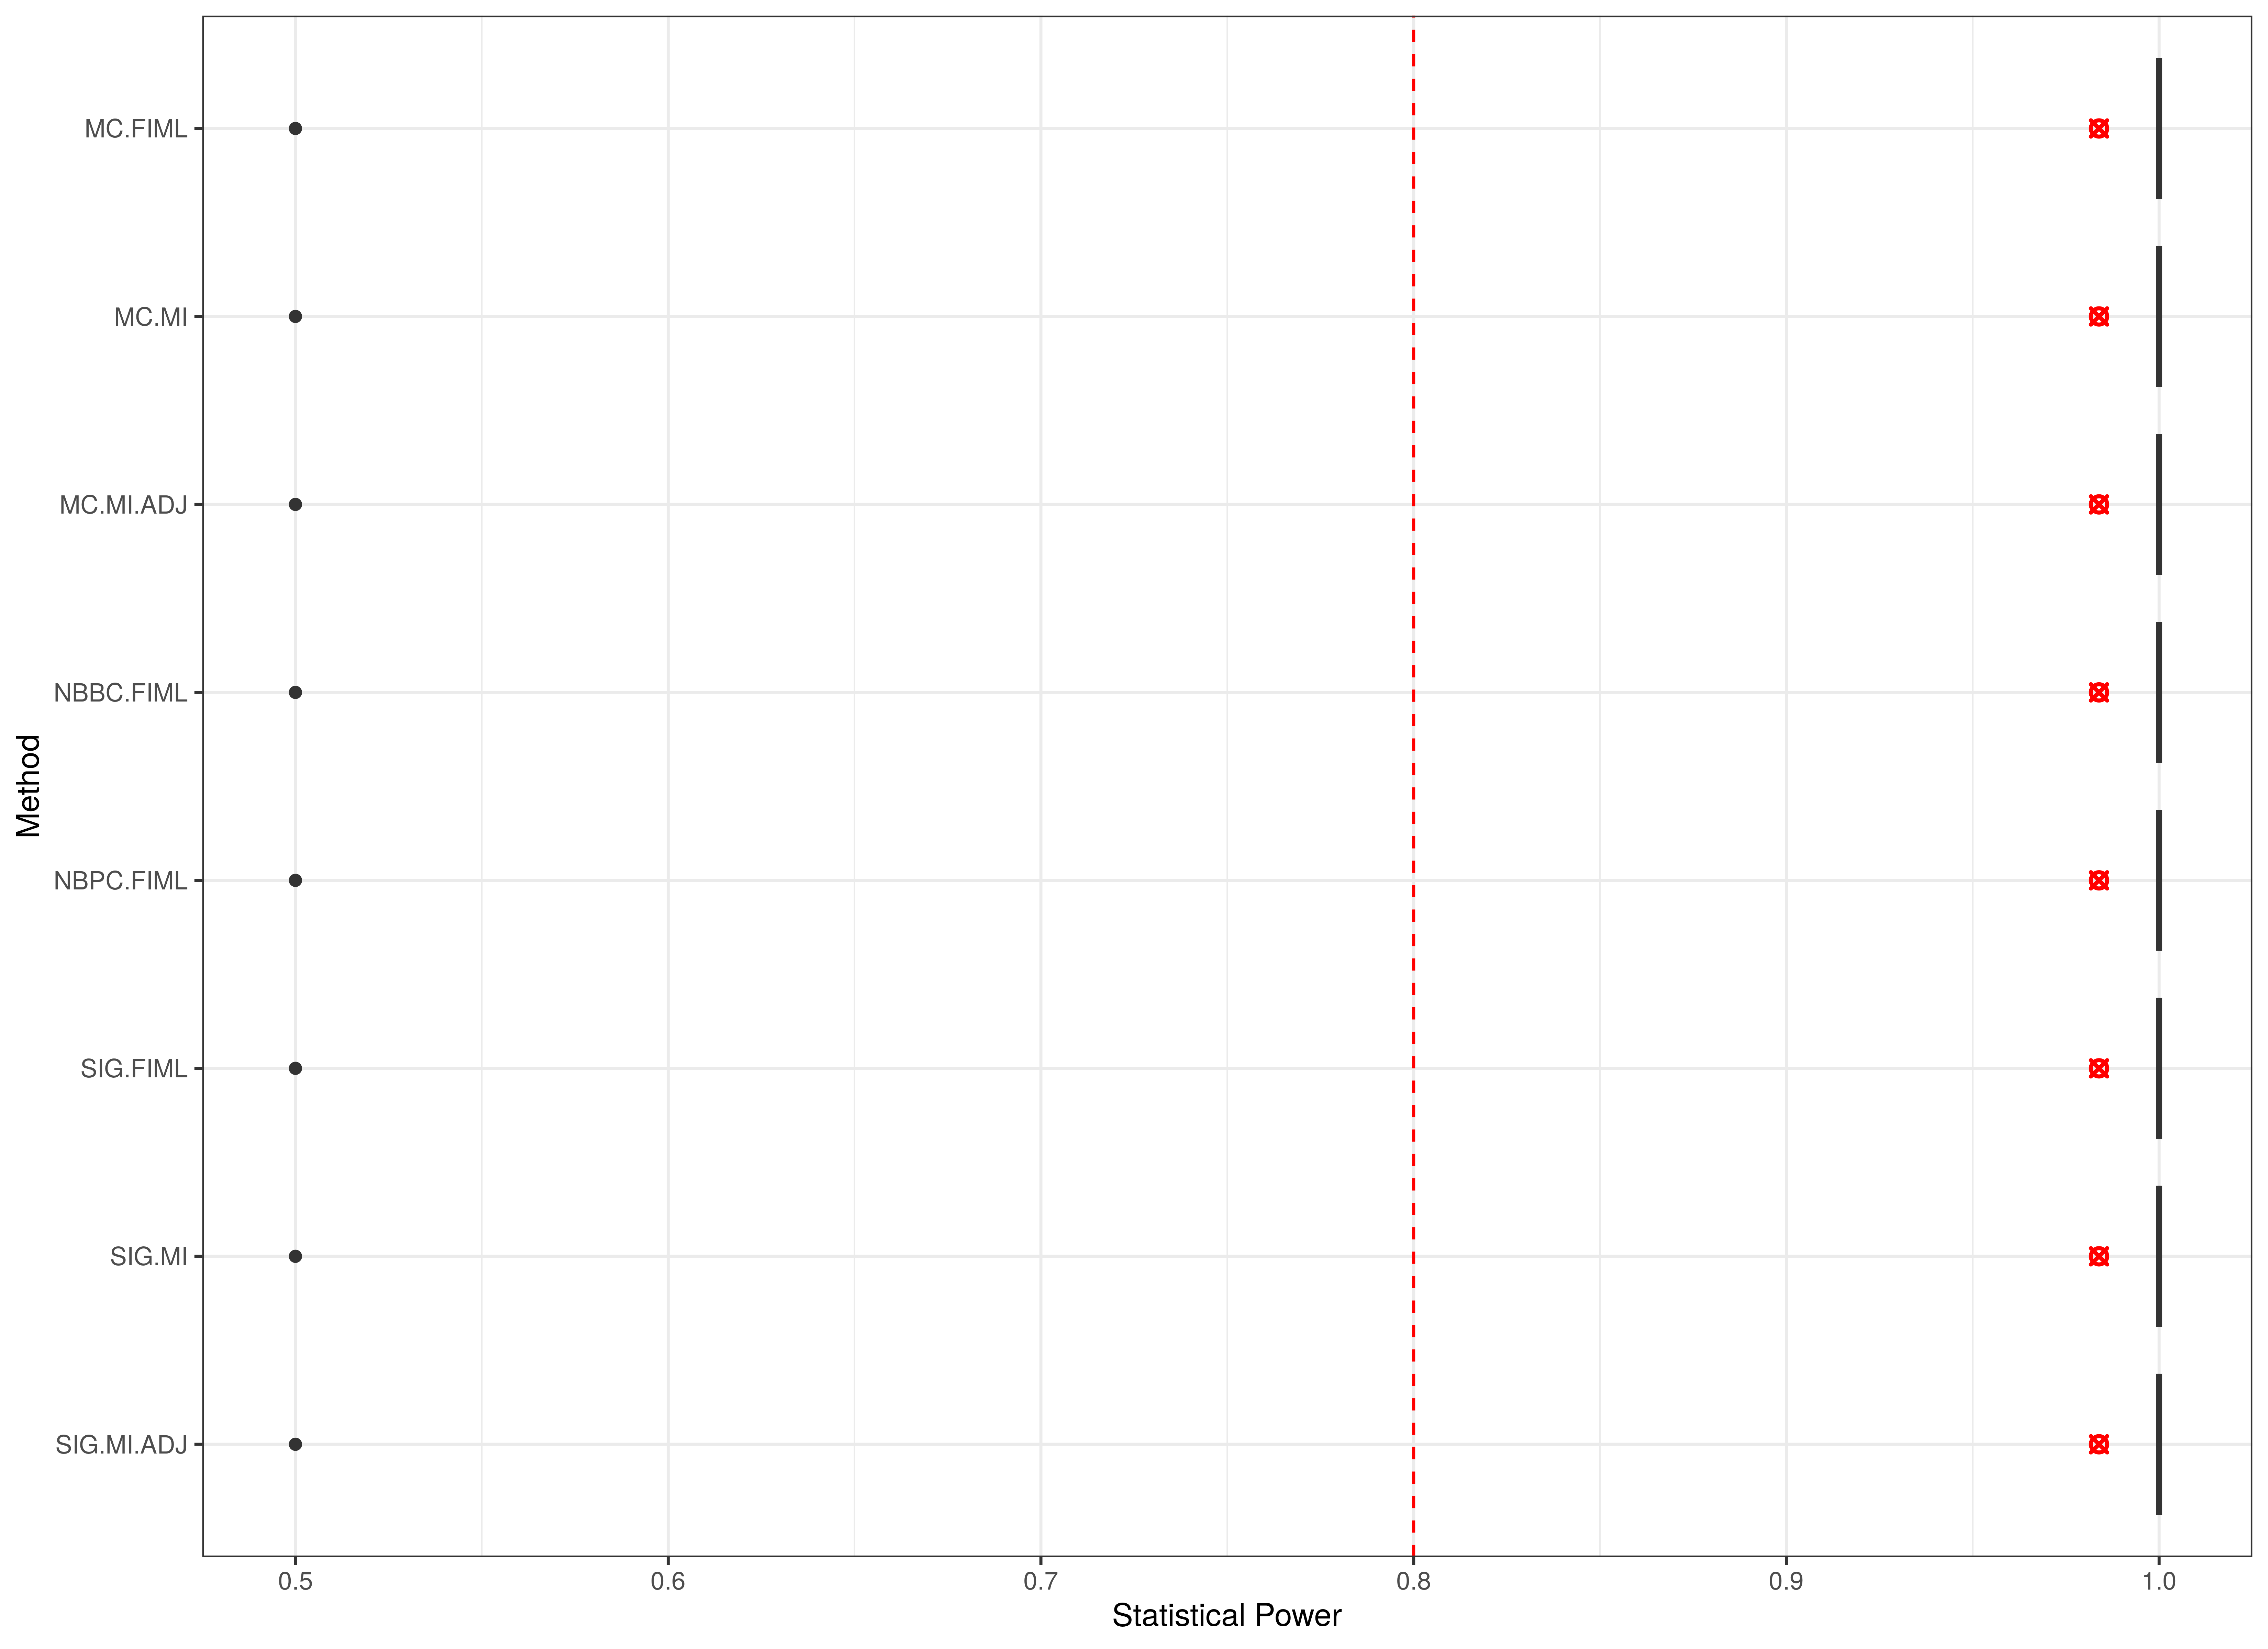 Method
MC.FIML
MC.MI
MC.MI.ADJ
NBBC.FIML
NBPC.FIML
SIG.FIML
SIG.MI
SIG.MI.ADJ
0.5 0.6 0.7 0.8 0.9 1.0
Statistical Power